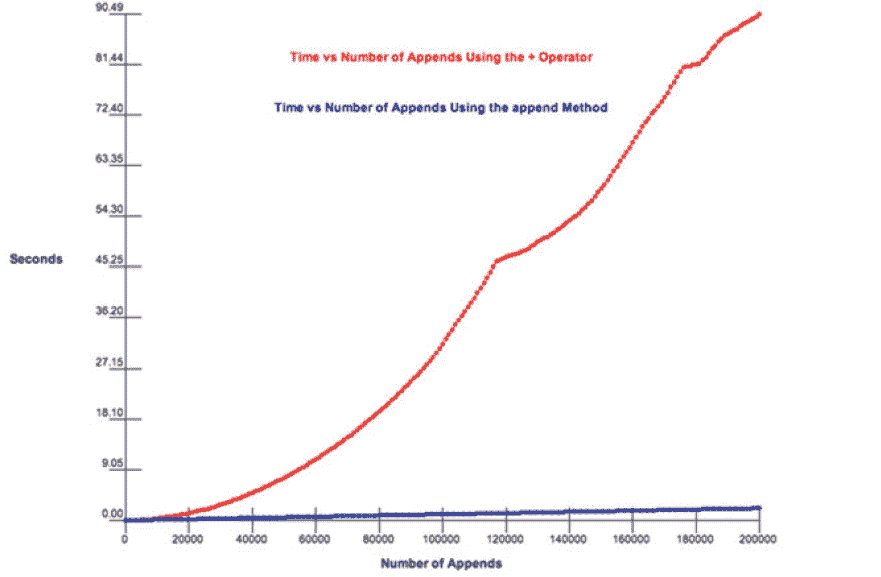 90.49
Time vs Number of Appends Using the + Operator
81.44
Time vs Number of Appends Using the append Method
72.40
63.35
54.30
Seconds
45.25
36.20
27.15
18.10
9.05
0.00
0 20000 40000 60000 80000 100000 120000 140000 160000 180000 200000
Number of Appends